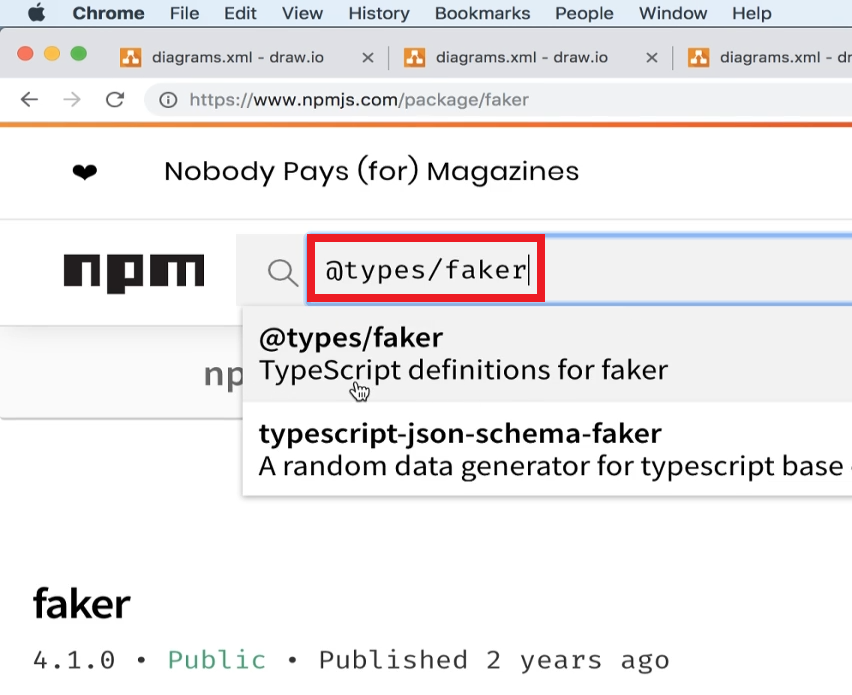 Chrome File Edit View History Bookmarks People Window Help
diagrams.xml - draw.io diagrams.xml - draw.io diagrams.xml - dr
https://www.npmjs.com/package/faker
❤ Nobody Pays (for) Magazines
npm @types/faker
@types/faker
np TypeScript definitions for faker
typescript-json-schema-faker
A random data generator for typescript base
faker
4.1.0 • Public • Published 2 years ago